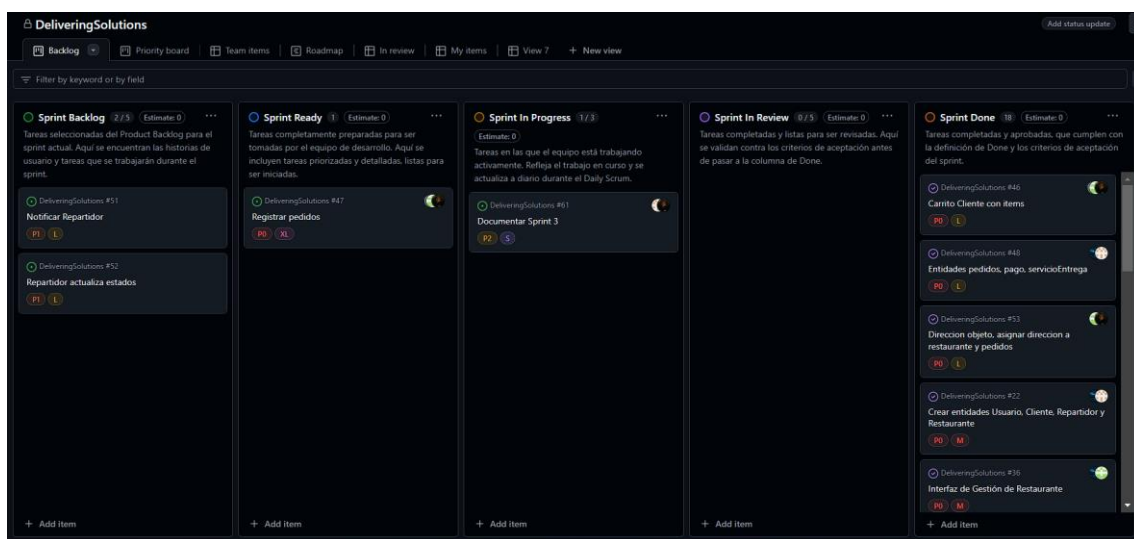 DeliveringSolutions
Add status update
Backlog
Priority board
Team items
Roadmap
In review
My items
View 7
+ New view
Filter by keyword or by field
Sprint Backlog 2 / 5 Estimate: 0 ...
Tareas seleccionadas del Product Backlog para el
sprint actual. Aquí se encuentran las historias de
usuario y tareas que se trabajarán durante el
sprint.
DeliveringSolutions #51
Notificar Repartidor
P1 L
DeliveringSolutions #52
Repartidor actualiza estados
P1 L
+ Add item
Sprint Ready 1 Estimate: 0 ...
Tareas completamente preparadas para ser
tomadas por el equipo de desarrollo. Aquí se
incluyen tareas priorizadas y detalladas, listas para
ser iniciadas.
DeliveringSolutions #47
Registrar pedidos
P0 XL
+ Add item
Sprint In Progress 1 / 3 ...
Estimate: 0
Tareas en las que el equipo está trabajando
activamente. Refleja el trabajo en curso y se
actualiza a diario durante el Daily Scrum.
DeliveringSolutions #61
Documentar Sprint 3
P2 S
+ Add item
Sprint In Review 0 / 5 Estimate: 0 ...
Tareas completadas y listas para ser revisadas. Aquí
se validan contra los criterios de aceptación antes
de pasar a la columna de Done.
+ Add item
Sprint Done 18 Estimate: 0 ...
Tareas completadas y aprobadas, que cumplen con
la definición de Done y los criterios de aceptación
del sprint.
DeliveringSolutions #46
Carrito Cliente con items
P0 L
DeliveringSolutions #48
Entidades pedidos, pago, servicioEntrega
P0 L
DeliveringSolutions #53
Direccion objeto, asignar direccion a
restaurante y pedidos
P0 L
DeliveringSolutions #22
Crear entidades Usuario, Cliente, Repartidor y
Restaurante
P0 M
DeliveringSolutions #36
Interfaz de Gestión de Restaurante
P0 M
+ Add item